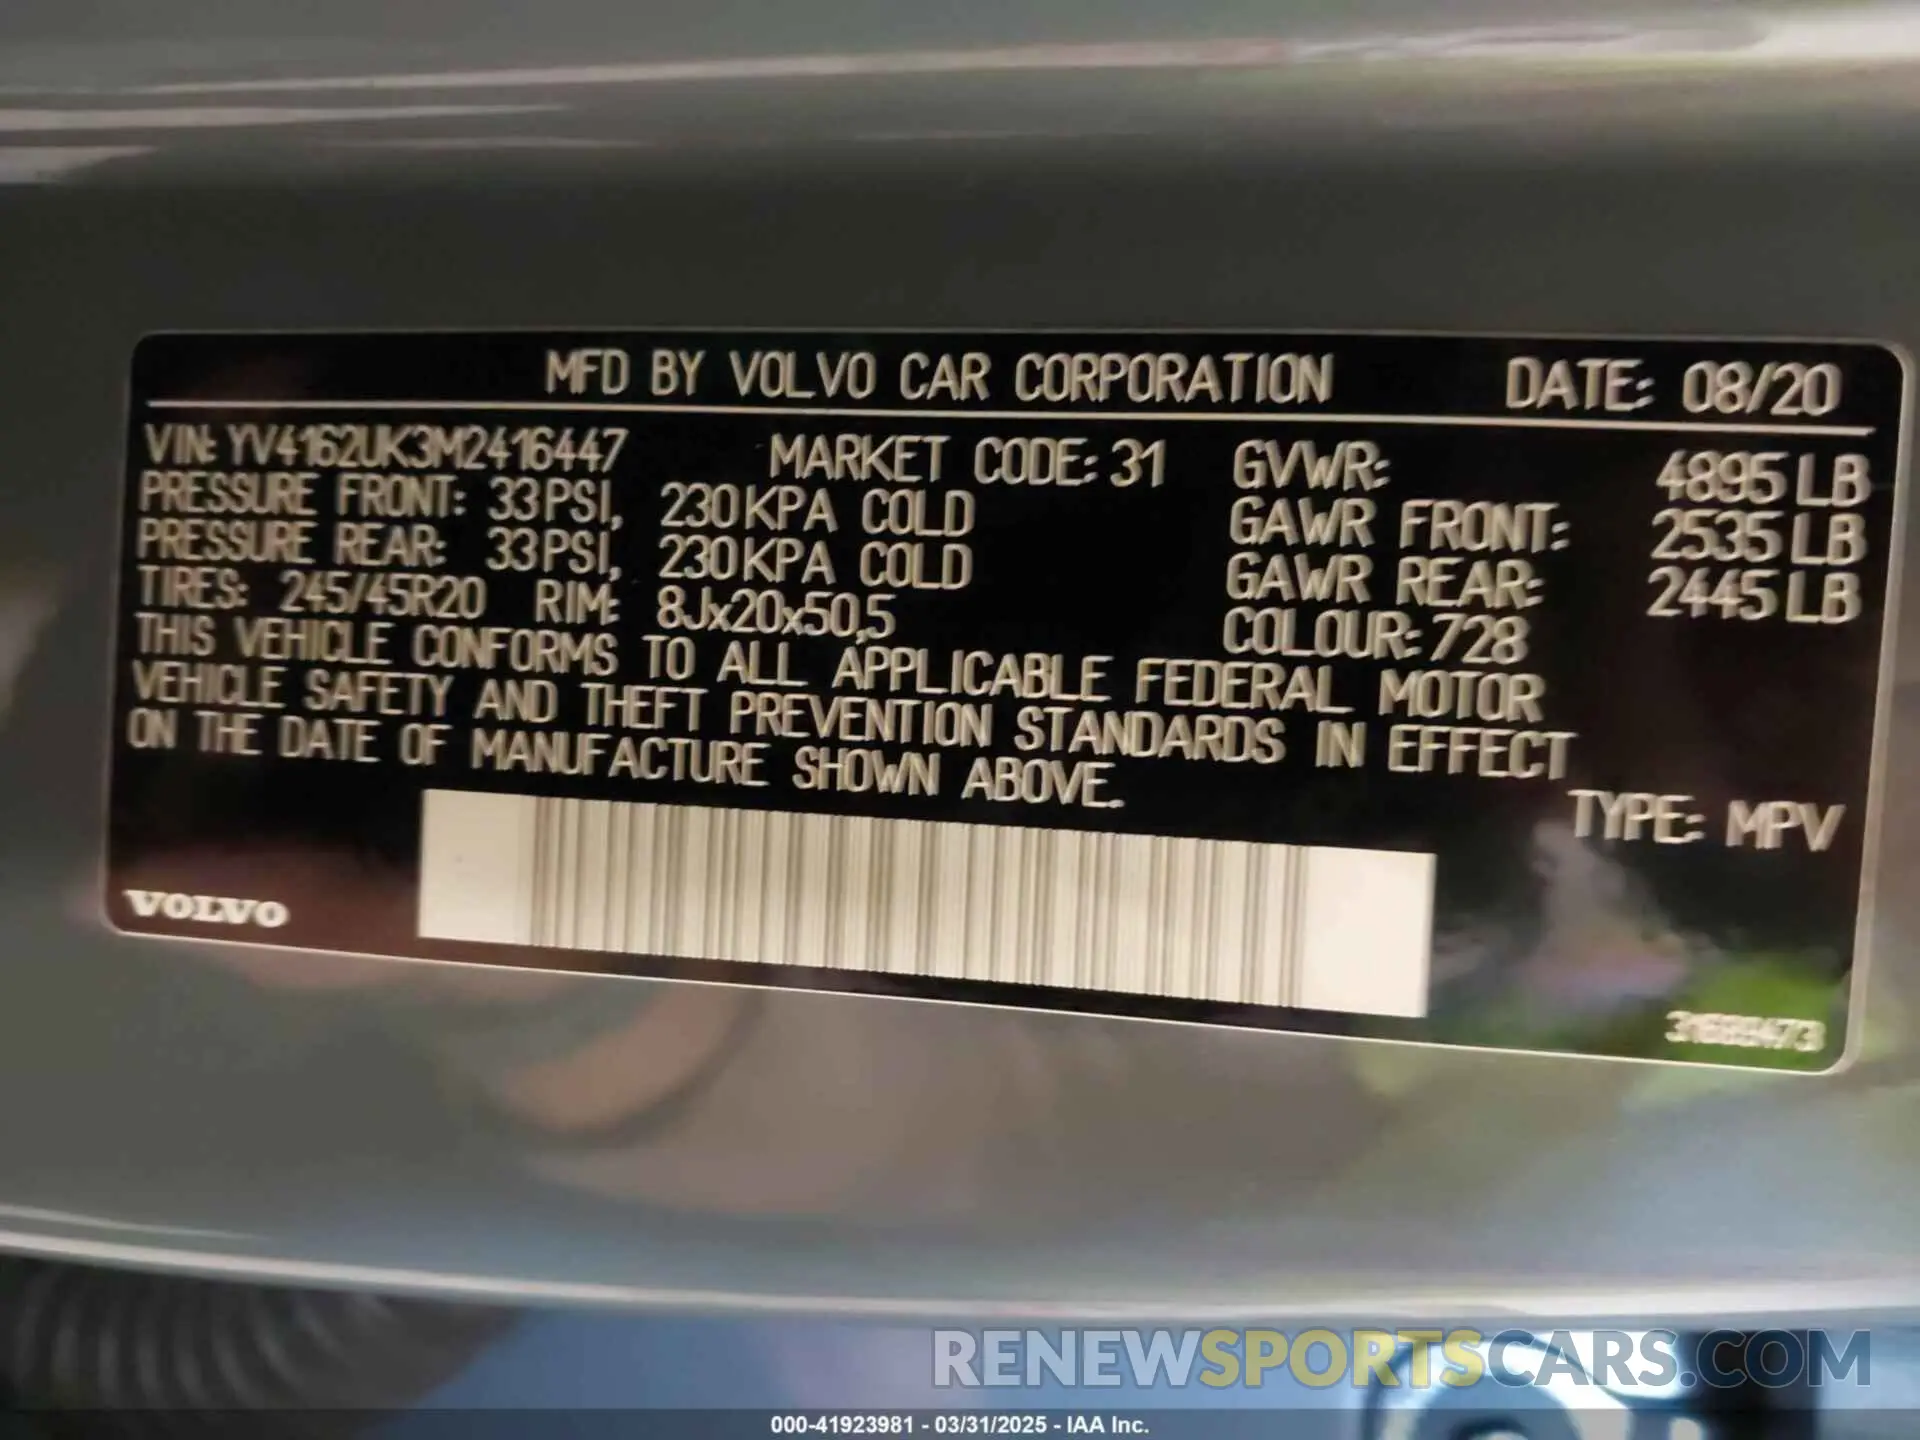 MFD BY VOLVO CAR CORPORATION DATE: 08/20
VIN: YV4162UK3M2416447 MARKET CODE: 31 GVWR: 4895 LB
PRESSURE FRONT: 33PSI, 230KPA COLD GAWR FRONT: 2535 LB
PRESSURE REAR: 33PSI, 230KPA COLD GAWR REAR: 2445 LB
TIRES: 245/45R20 RIM: 8Jx20x50,5 COLOUR: 728
THIS VEHICLE CONFORMS TO ALL APPLICABLE FEDERAL MOTOR
VEHICLE SAFETY AND THEFT PREVENTION STANDARDS IN EFFECT
ON THE DATE OF MANUFACTURE SHOWN ABOVE.
TYPE: MPV
VOLVO
31689473
RENEWSPORTSCARS.COM
000-41923981 - 03/31/2025 - IAA Inc.